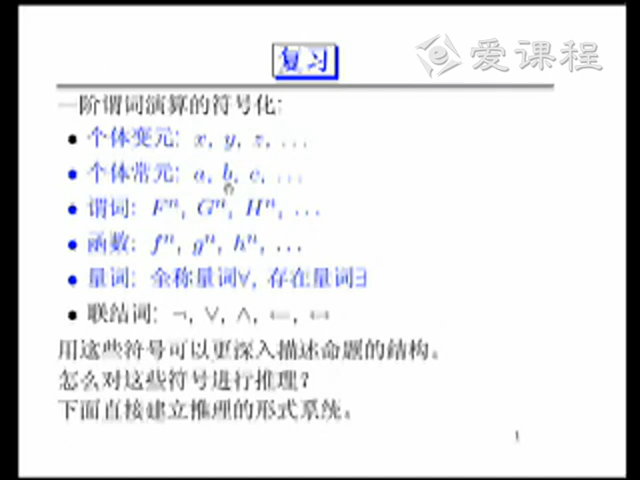 复习
爱课程
一阶谓词演算的符号化:
• 个体变元: x, y, z, ...
• 个体常元: a, b, c, ...
• 谓词: Fⁿ, Gⁿ, Hⁿ, ...
• 函数: fⁿ, gⁿ, hⁿ, ...
• 量词: 全称量词∀, 存在量词∃
• 联结词: ¬, ∨, ∧,
用这些符号可以更深入描述命题的结构。
怎么对这些符号进行推理?
下面直接建立推理的形式系统。
1